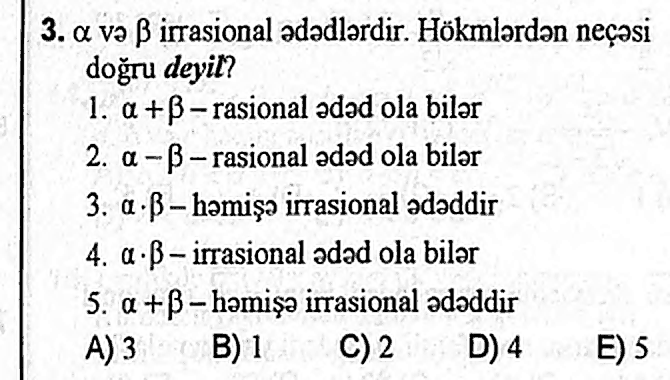 3. α və β irrasional ədədlərdir. Hökmlərdən neçəsi
doğru deyil?
1. α + β – rasional ədəd ola bilər
2. α – β – rasional ədəd ola bilər
3. α · β – həmişə irrasional ədəddir
4. α · β – irrasional ədəd ola bilər
5. α + β – həmişə irrasional ədəddir
A) 3 B) 1 C) 2 D) 4 E) 5